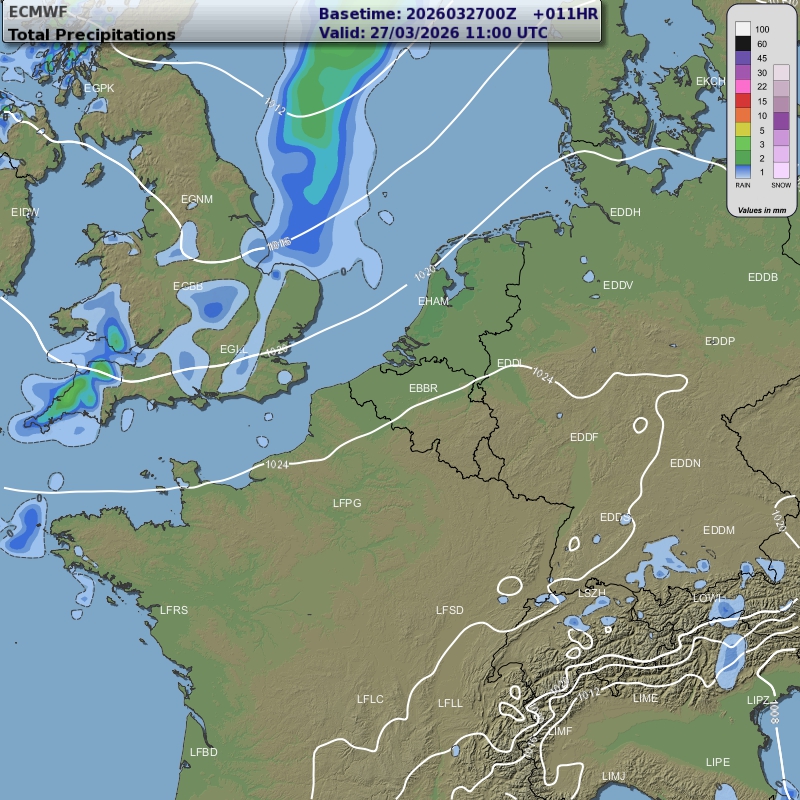 ECMWF
Basetime: 2026032700Z   +011HR
Total Precipitations
Valid: 27/03/2026 11:00 UTC
100
60
45
30
22
15
10
5
3
2
1
RAIN
SNOW
Values in mm
EGPK
EKCH
1012
EGNM
EIDW
EDDH
1016
1020
EGBB
EDDV
EDDB
EHAM
EDDP
EGLL
1020
EDDL
1024
EBBR
EDDF
1024
EDDN
LFPG
EDDS
EDDM
1020
LSZH
LOWI
LFRS
LFSD
LFLC
LFLL
1012
LIME
LIPZ
1008
LIMF
LFBD
LIPE
LIMJ